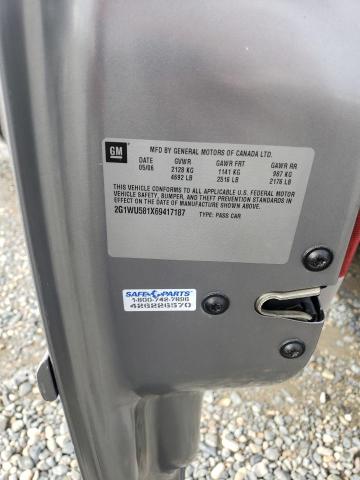 GM
MFD BY GENERAL MOTORS OF CANADA LTD.
DATE GVWR GAWR FRT GAWR RR
05/06 2128 KG 1141 KG 987 KG
4692 LB 2516 LB 2176 LB
THIS VEHICLE CONFORMS TO ALL APPLICABLE U.S. FEDERAL MOTOR
VEHICLE SAFETY, BUMPER, AND THEFT PREVENTION STANDARDS
IN EFFECT ON THE DATE OF MANUFACTURE SHOWN ABOVE.
2G1WU581X69417187 TYPE: PASS CAR
SAFE PARTS
1-800-742-7896
426226570